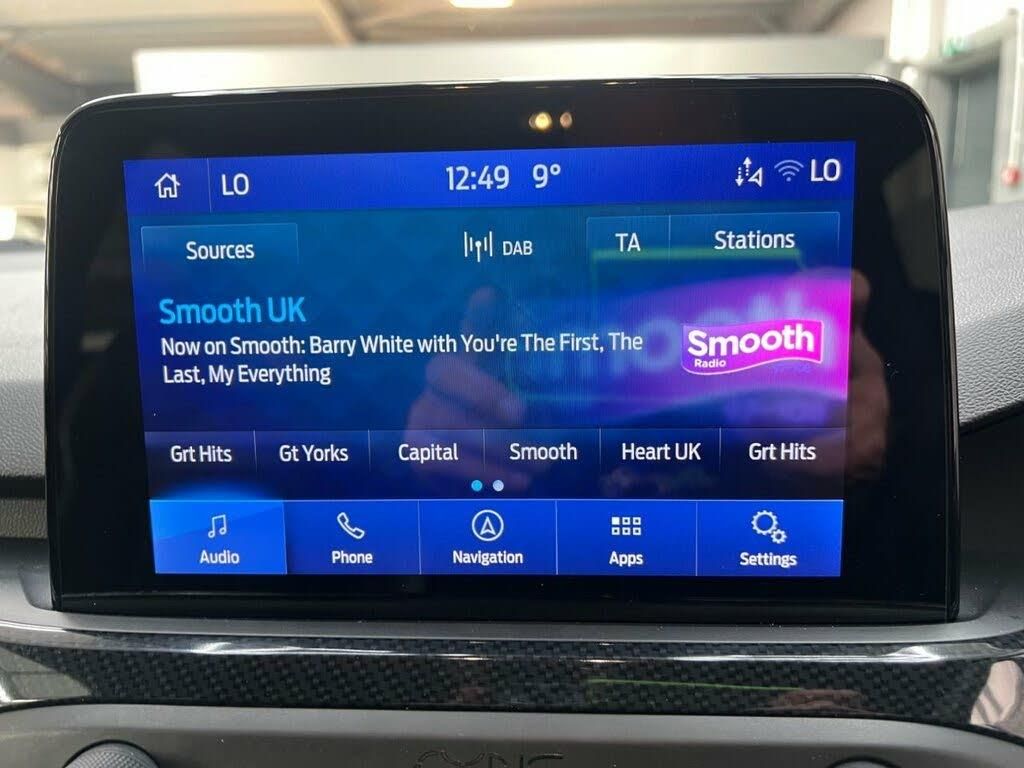 LO
12:49 9°
LO
Sources
DAB
TA
Stations
Smooth UK
Now on Smooth: Barry White with You're The First, The
Last, My Everything
Smooth
Radio
Grt Hits
Gt Yorks
Capital
Smooth
Heart UK
Grt Hits
Audio
Phone
Navigation
Apps
Settings
SYNC